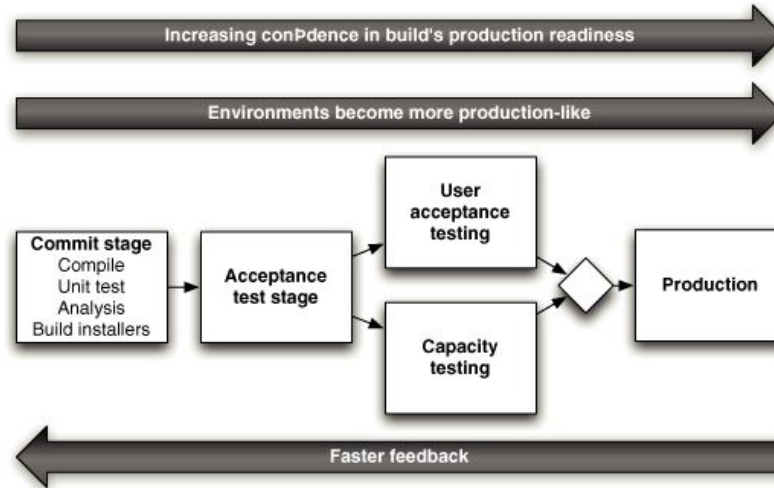 Increasing conÞdence in build's production readiness
Environments become more production-like
Commit stage
Compile
Unit test
Analysis
Build installers
Acceptance
test stage
User
acceptance
testing
Capacity
testing
Production
Faster feedback